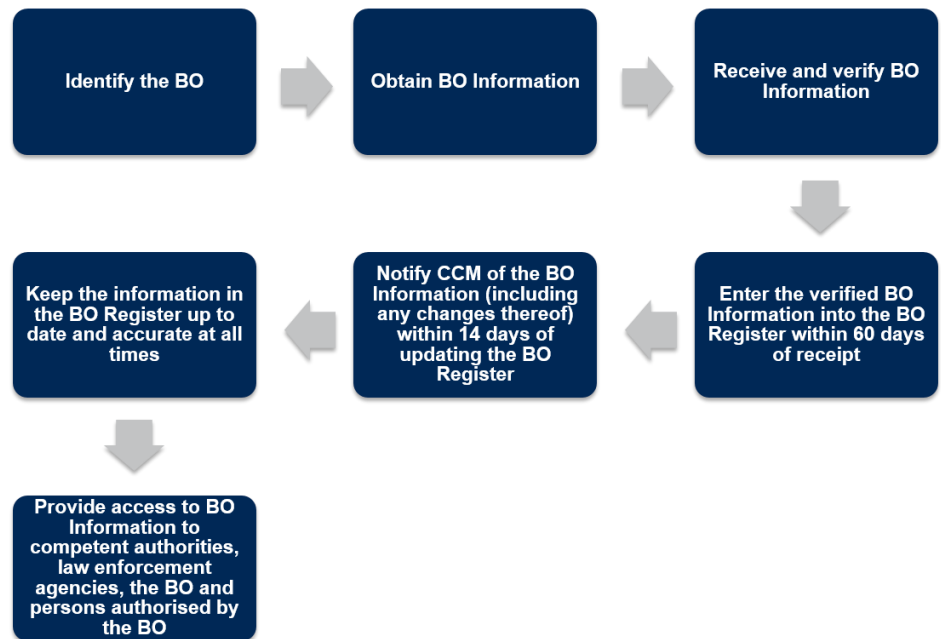 Identify the BO
Obtain BO Information
Receive and verify BO
Information
Enter the verified BO
Information into the BO
Register within 60 days
of receipt
Notify CCM of the BO
Information (including
any changes thereof)
within 14 days of
updating the BO
Register
Keep the information in
the BO Register up to
date and accurate at all
times
Provide access to BO
Information to
competent authorities,
law enforcement
agencies, the BO and
persons authorised by
the BO